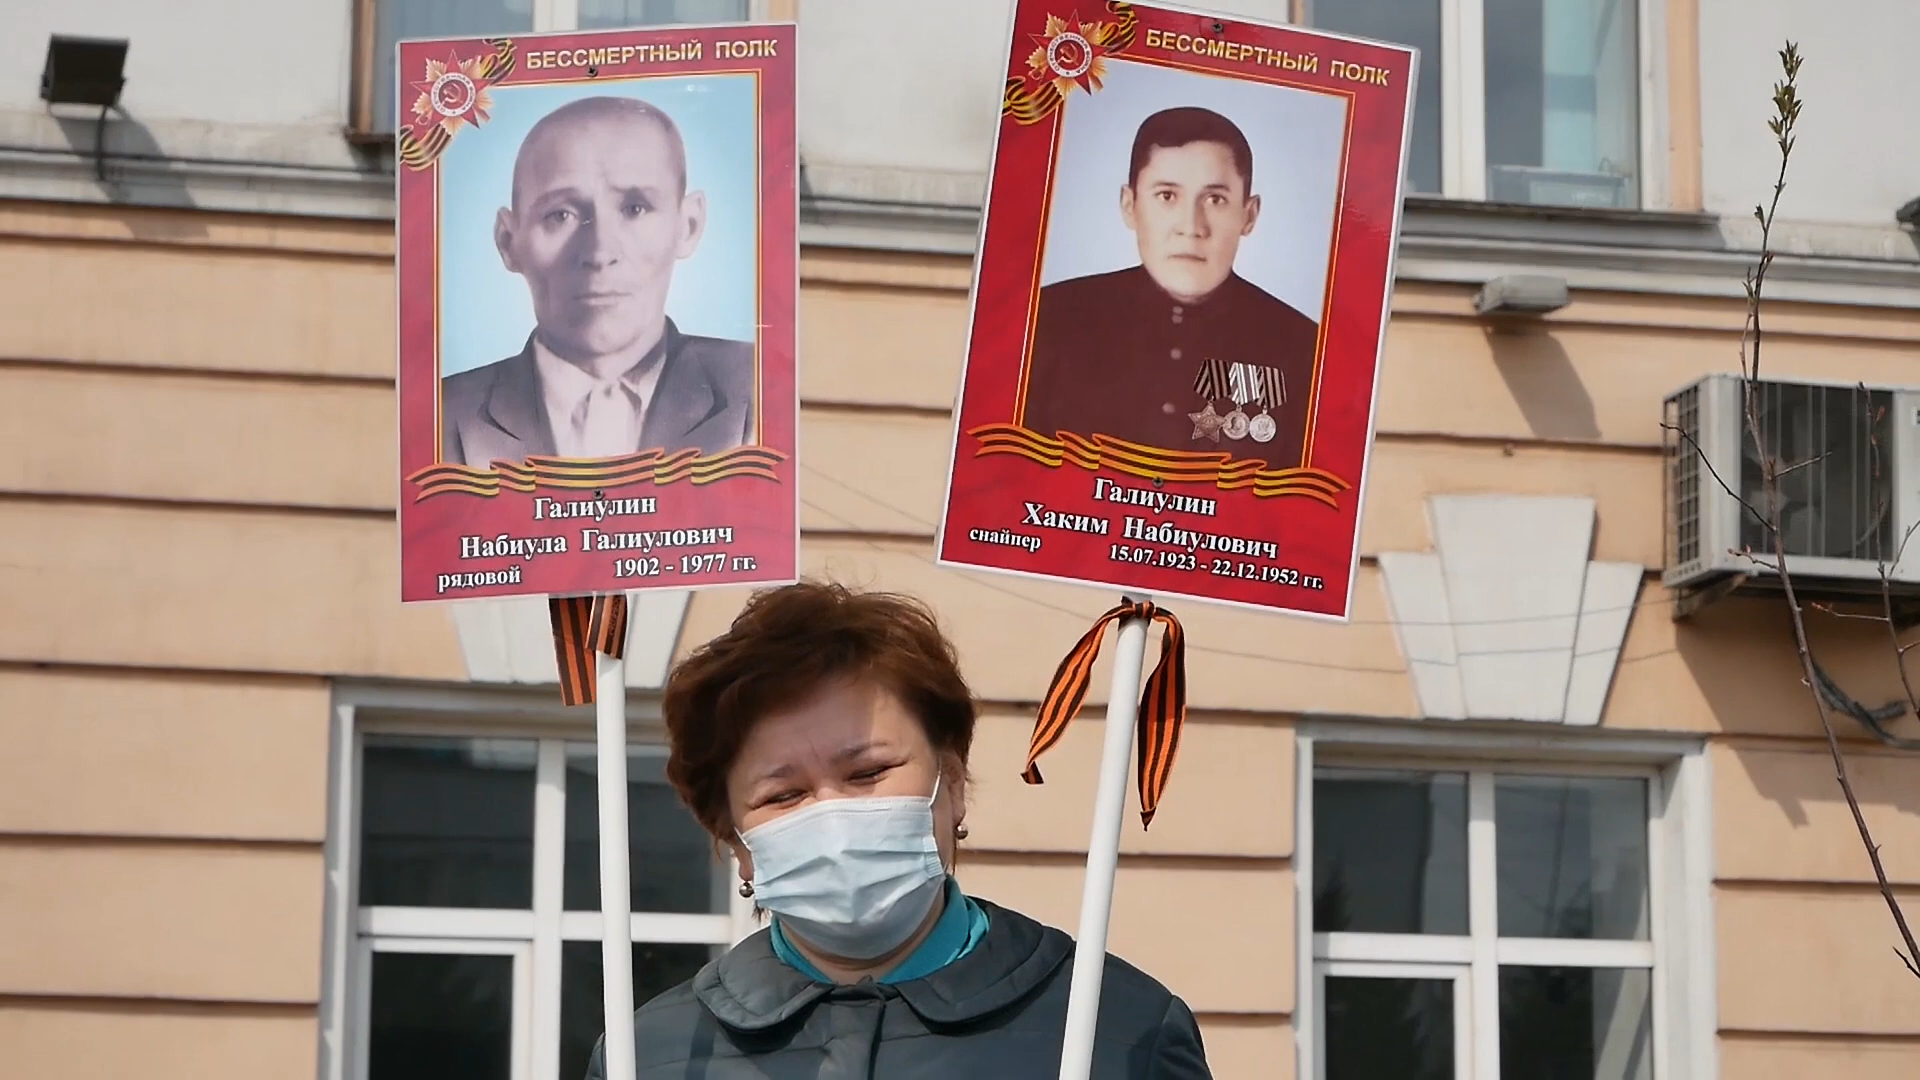 БЕССМЕРТНЫЙ ПОЛК
Галиулин
Набиула Галиулович
рядовой 1902 - 1977 гг.
БЕССМЕРТНЫЙ ПОЛК
Галиулин
Хаким Набиулович
снайпер 15.07.1923 - 22.12.1952 гг.